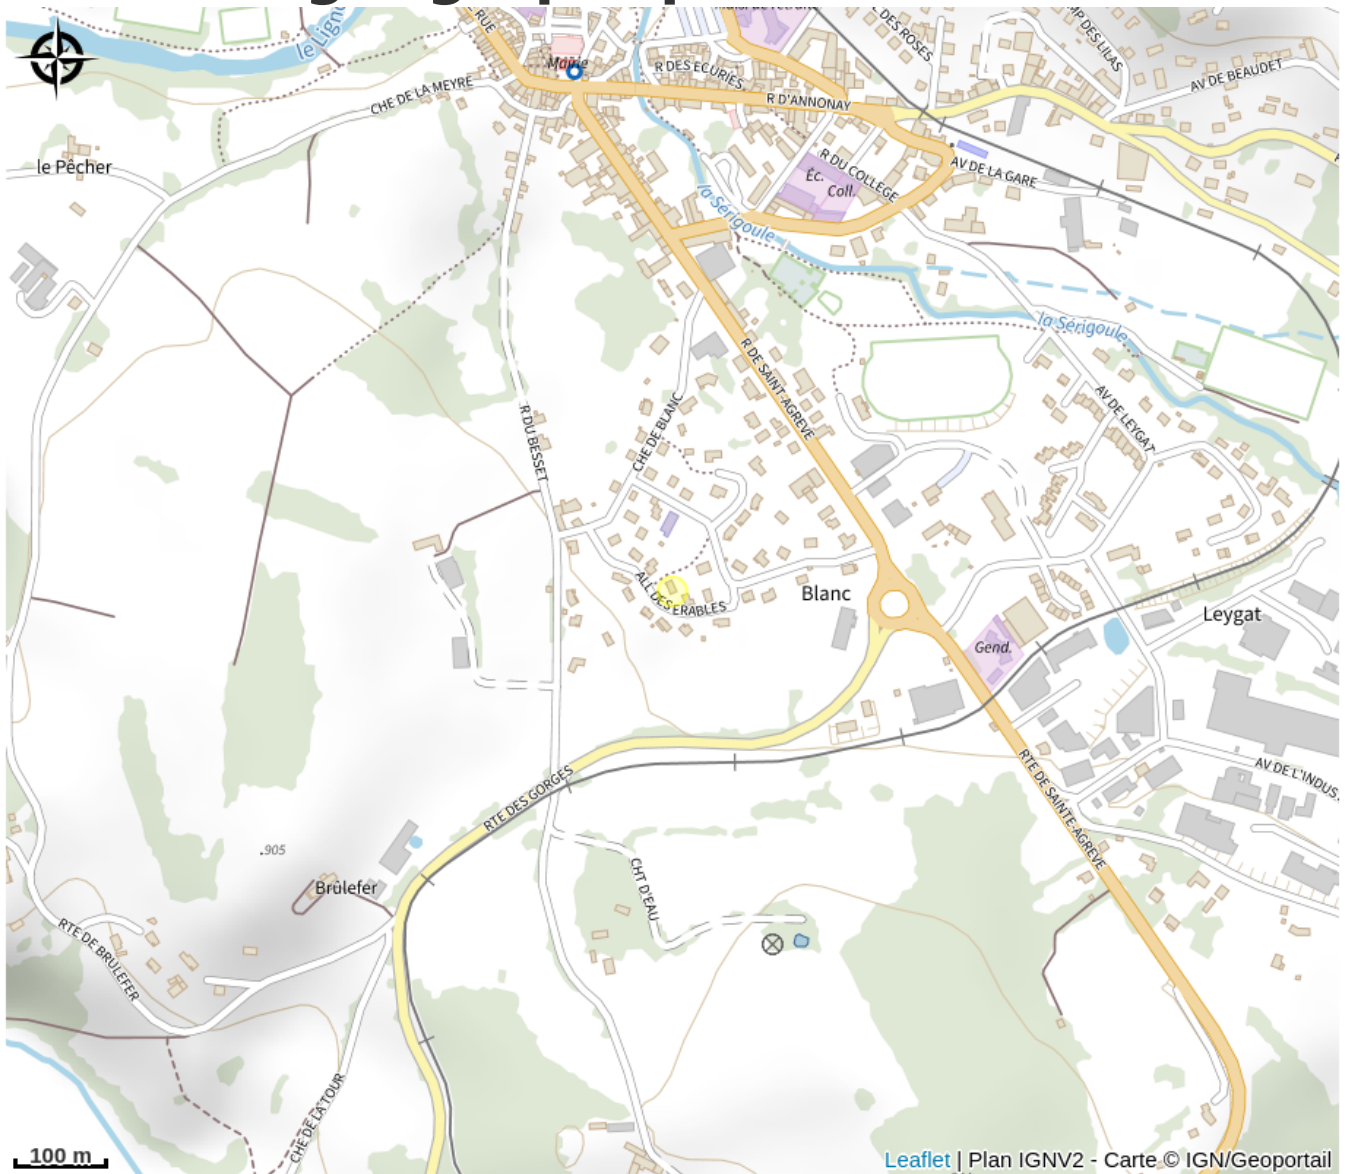 le Lignon
RUE
Mairie
R DES ECURIES
R D'ANNONAY
DES ROSES
MP DES LILAS
AV DE BEAUDET
CHE DE LA MEYRE
le Pêcher
R DU COLLEGE
Éc.
Coll.
AV DE LA GARE
la Sérigoule
la Sérigoule
R DE SAINT-AGREVE
R DU BESSET
CHE DE BLANC
AV DE LEYGAT
ALL DES ERABLES
Blanc
Leygat
Gend.
RTE DES GORGES
RTE DE SAINTE-AGREVE
AV DE L'INDUS.
.905
Brûlefer
CHT D'EAU
RTE DE BRULEFER
CHE DE LA TOUR
100 m
Leaflet | Plan IGNV2 - Carte © IGN/Geoportail